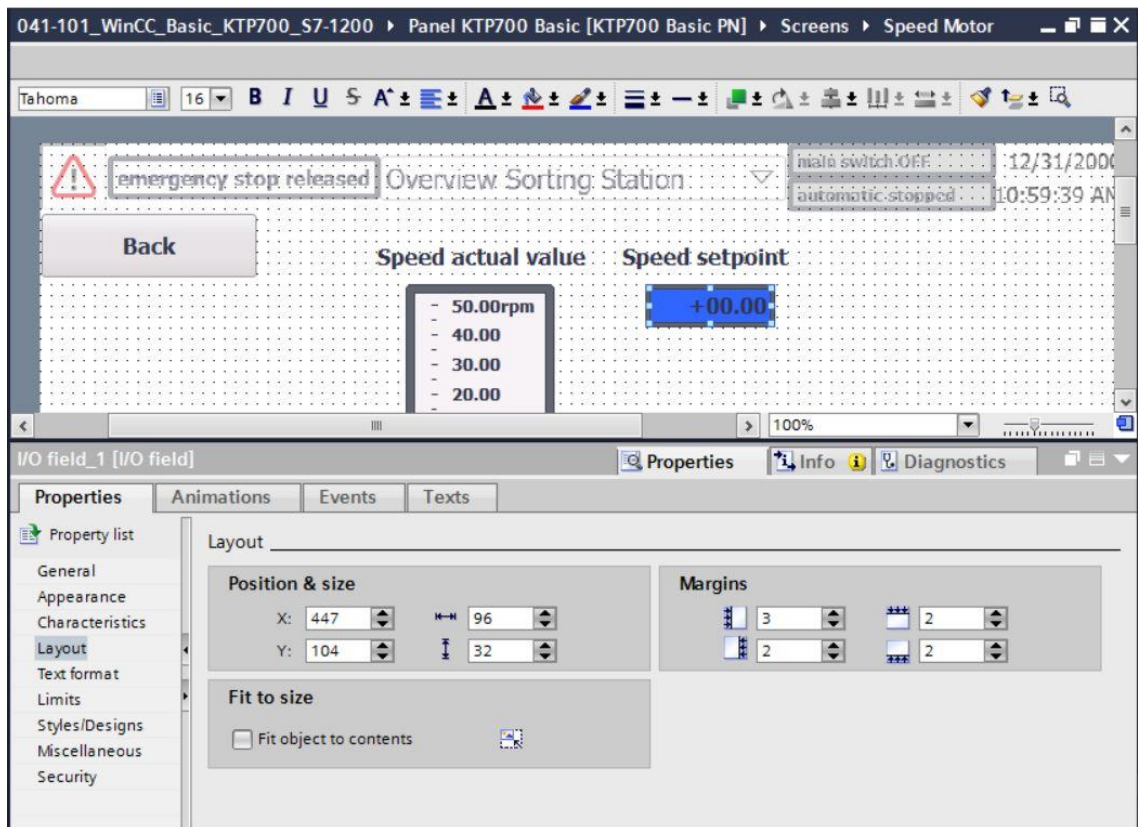 041-101_WinCC_Basic_KTP700_S7-1200 ▸ Panel KTP700 Basic [KTP700 Basic PN] ▸ Screens ▸ Speed Motor
Tahoma 16 B I U S A A
emergency stop released Overview Sorting Station main switch OFF 12/31/2000
automatic stopped 10:59:39 AM
Back
Speed actual value Speed setpoint
50.00rpm +00.00
40.00
30.00
20.00
100%
I/O field_1 [I/O field] Properties Info Diagnostics
Properties Animations Events Texts
Property list
Layout
General
Appearance
Characteristics
Layout
Text format
Limits
Styles/Designs
Miscellaneous
Security
Position & size
X: 447 96
Y: 104 32
Margins
3 2
2 2
Fit to size
Fit object to contents